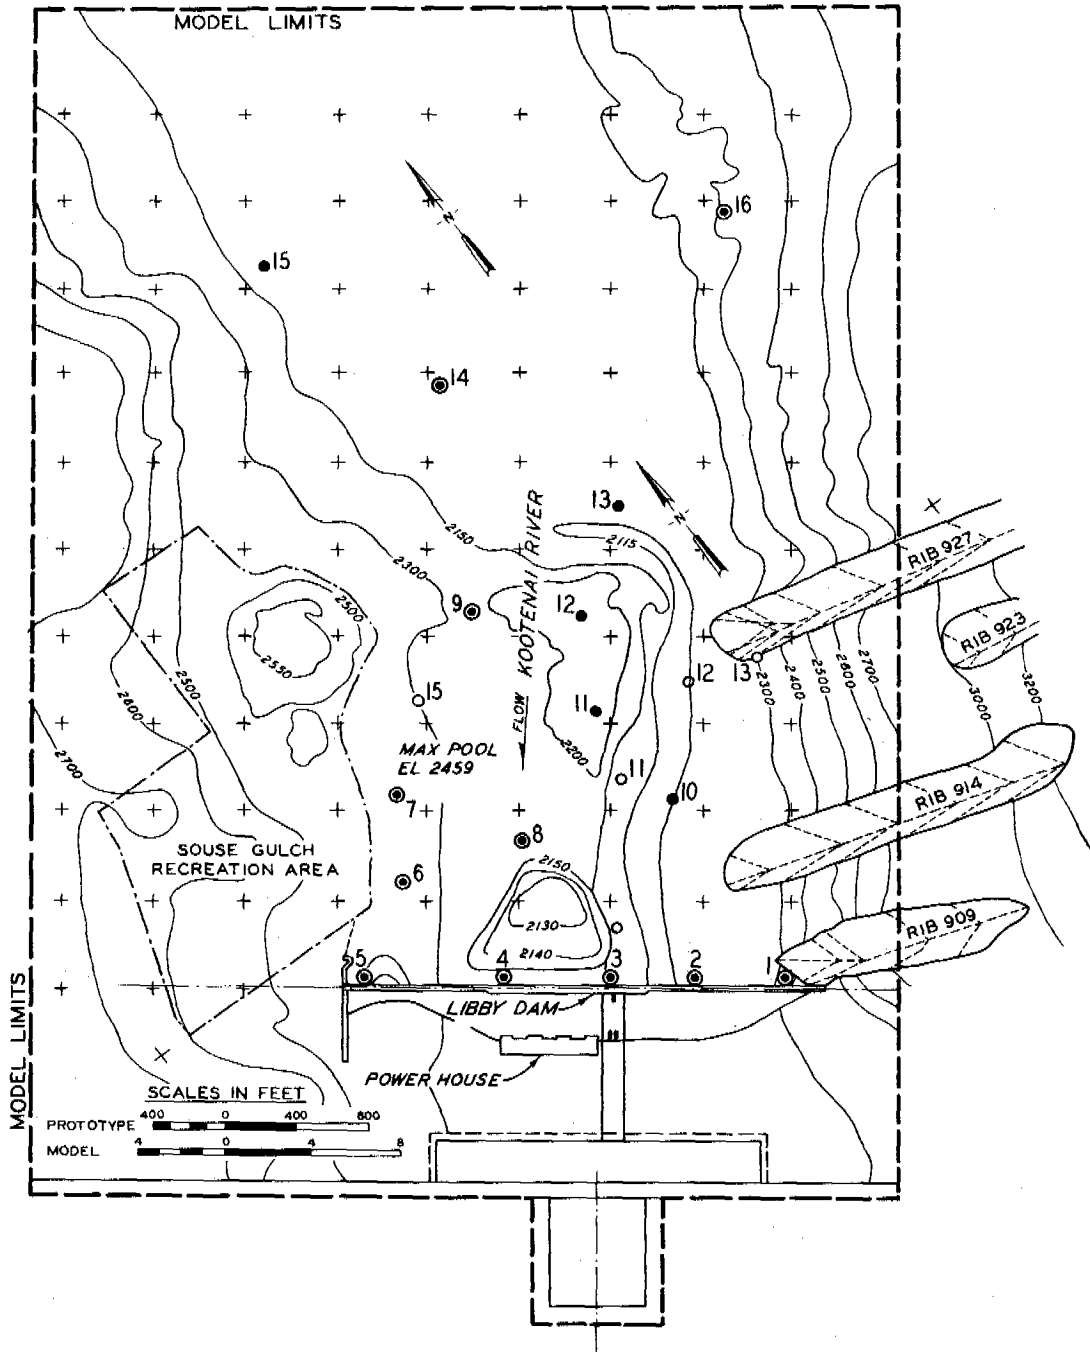 MODEL LIMITS
16
N
15
14
13
N
2115
RIB 927
2150
2300
FLOW KOOTENAI RIVER
9
12
2500
2550
RIB 923
12
13
2300
2400
2500
2600
2700
3000
3200
2500
2600
2700
15
11
2200
MAX POOL
EL 2459
11
10
7
RIB 914
8
SOUSE GULCH
RECREATION AREA
6
2150
2130
2140
RIB 909
5
4
3
2
1
LIBBY DAM
POWER HOUSE
MODEL LIMITS
SCALES IN FEET
400 0 400 800
PROTOTYPE
4 0 4 8
MODEL